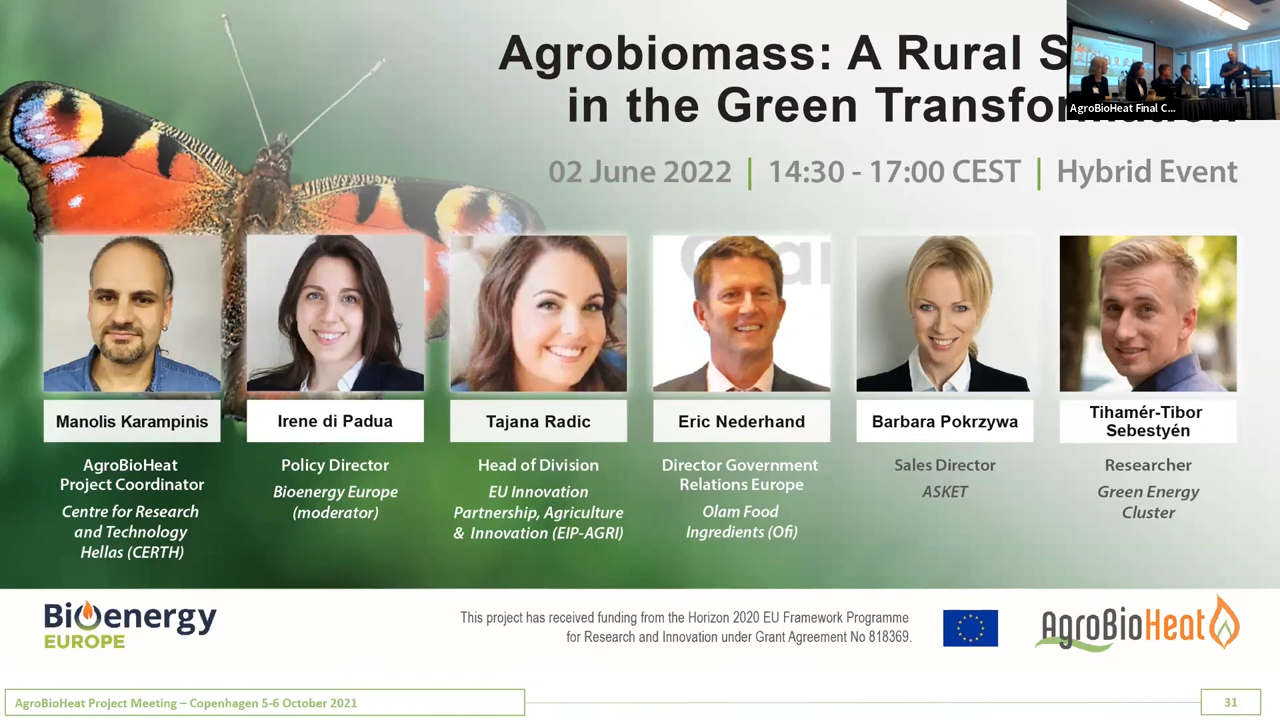 Agrobiomass: A Rural S
in the Green Transfor
AgroBioHeat Final C...
02 June 2022 | 14:30 - 17:00 CEST | Hybrid Event
Manolis Karampinis
AgroBioHeat
Project Coordinator
Centre for Research
and Technology
Hellas (CERTH)
Irene di Padua
Policy Director
Bioenergy Europe
(moderator)
Tajana Radic
Head of Division
EU Innovation
Partnership, Agriculture
& Innovation (EIP-AGRI)
Eric Nederhand
Director Government
Relations Europe
Olam Food
Ingredients (Ofi)
Barbara Pokrzywa
Sales Director
ASKET
Tihamér-Tibor
Sebestyén
Researcher
Green Energy
Cluster
Bioenergy
EUROPE
This project has received funding from the Horizon 2020 EU Framework Programme
for Research and Innovation under Grant Agreement No 818369.
AgroBioHeat
AgroBioHeat Project Meeting – Copenhagen 5-6 October 2021
31